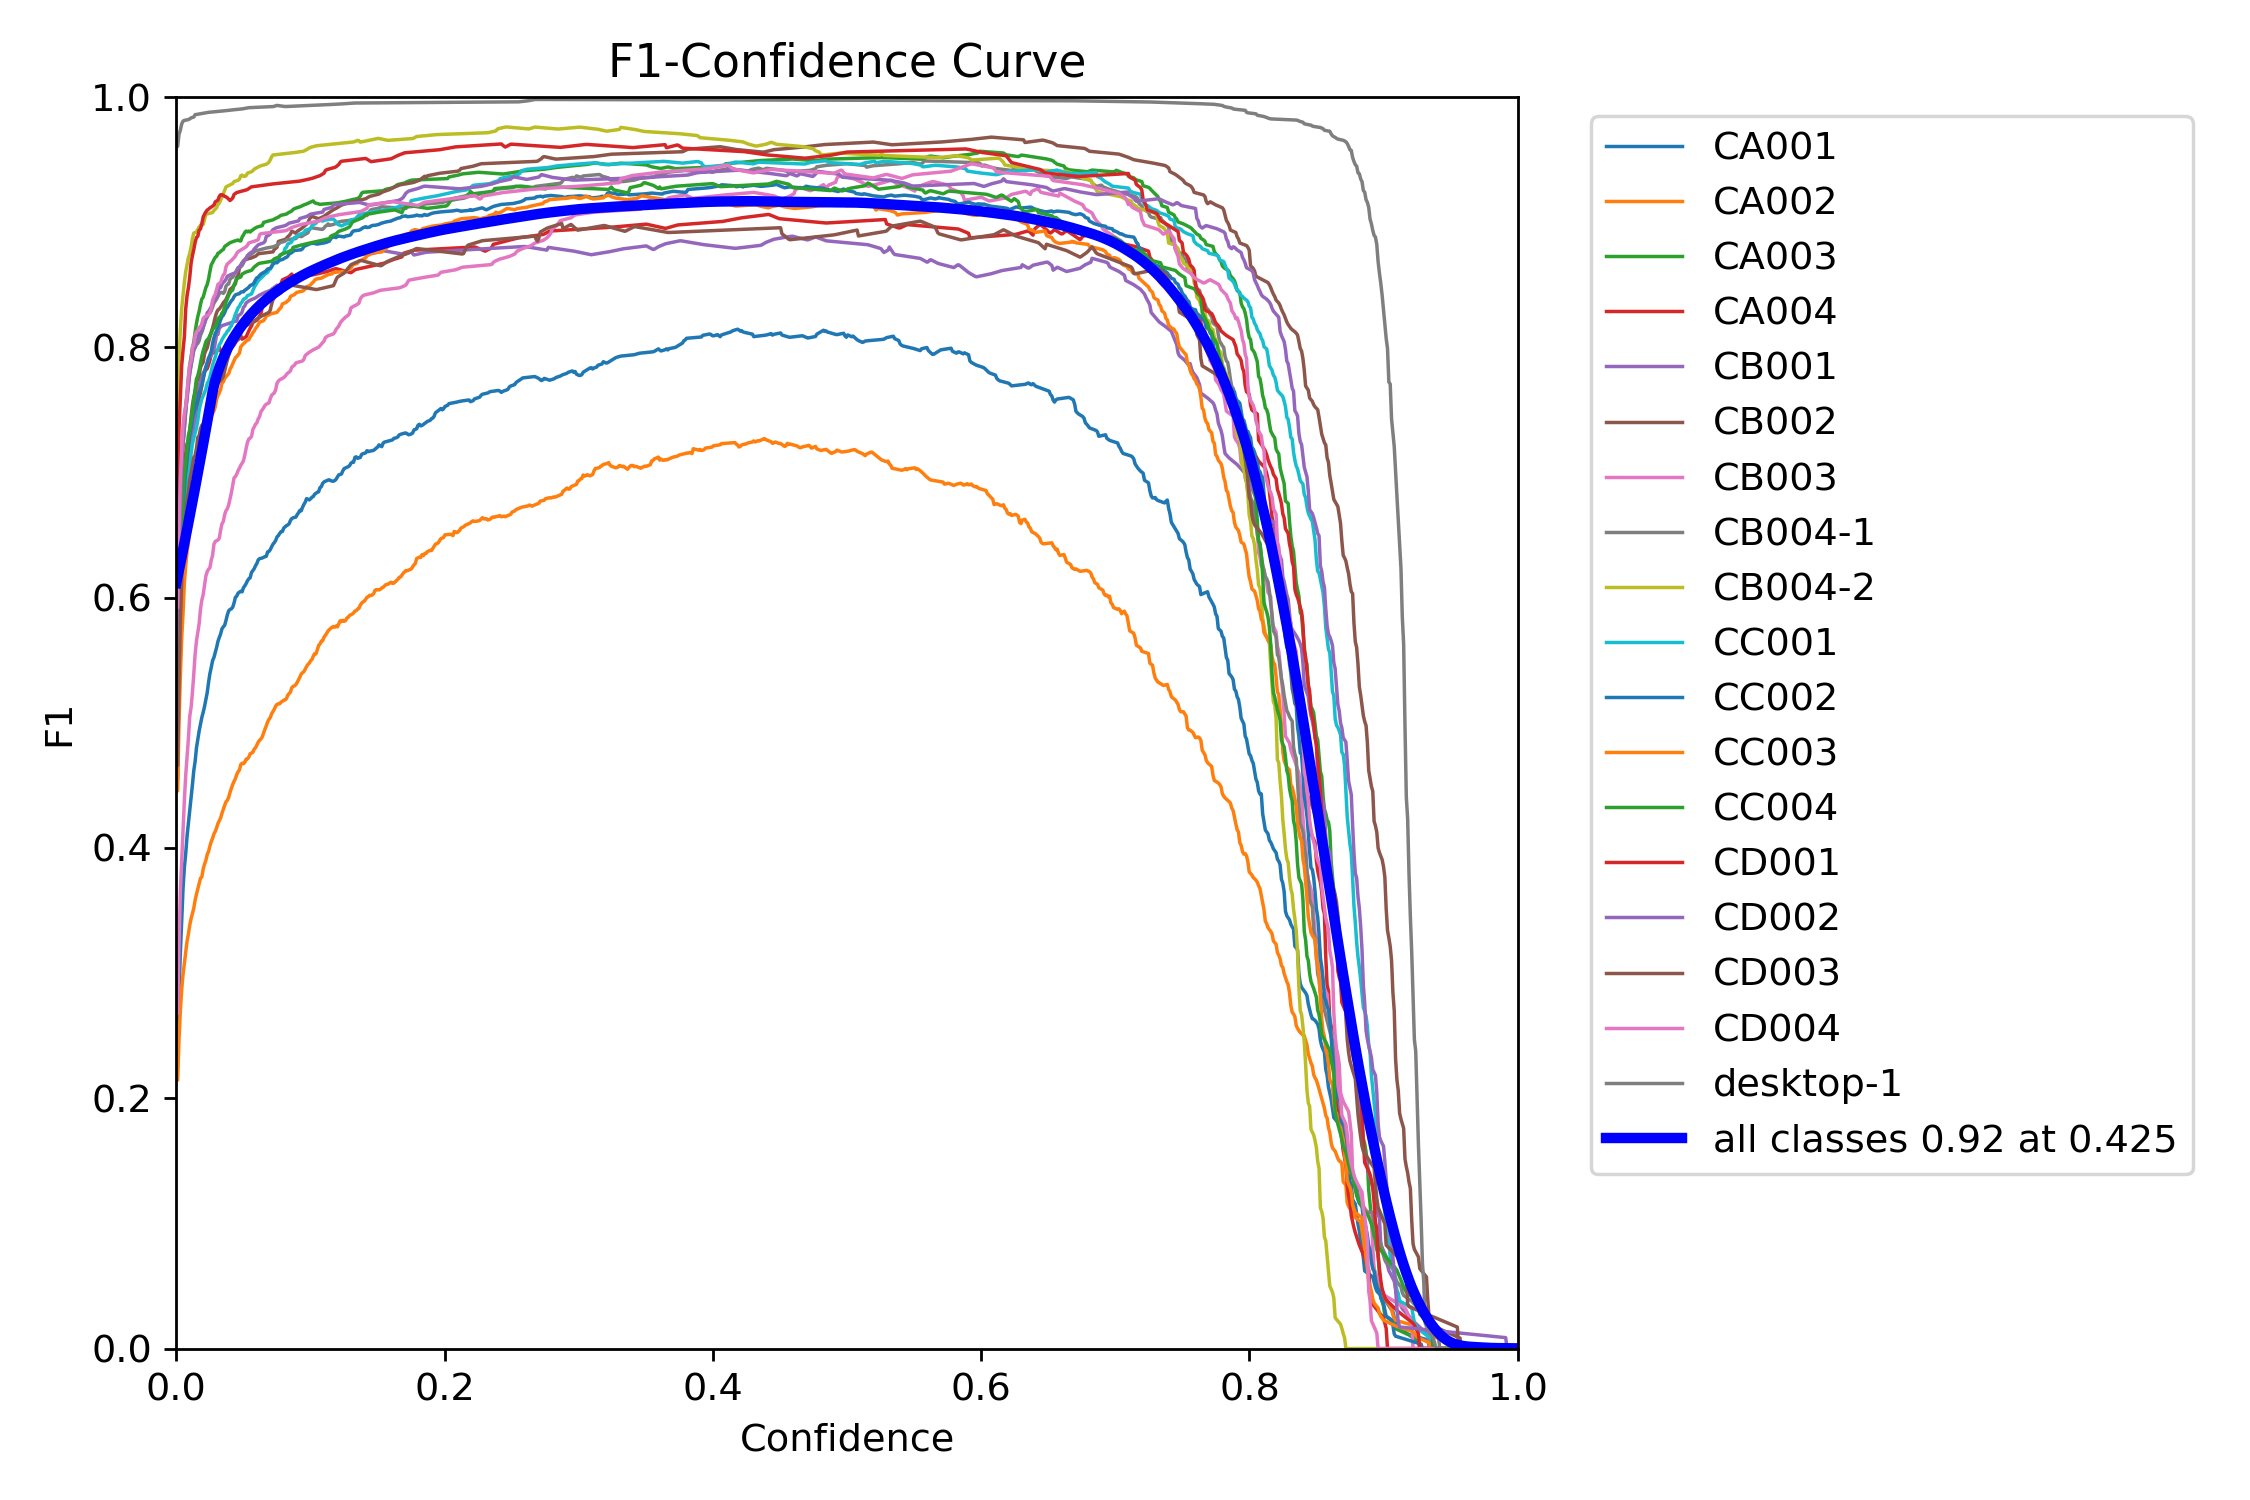 F1-Confidence Curve
1.0
0.8
0.6
0.4
0.2
0.0
F1
0.0 0.2 0.4 0.6 0.8 1.0
Confidence
CA001
CA002
CA003
CA004
CB001
CB002
CB003
CB004-1
CB004-2
CC001
CC002
CC003
CC004
CD001
CD002
CD003
CD004
desktop-1
all classes 0.92 at 0.425